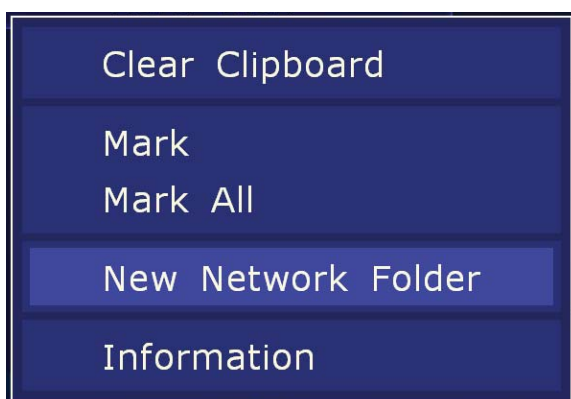 Clear Clipboard
Mark
Mark All
New Network Folder
Information